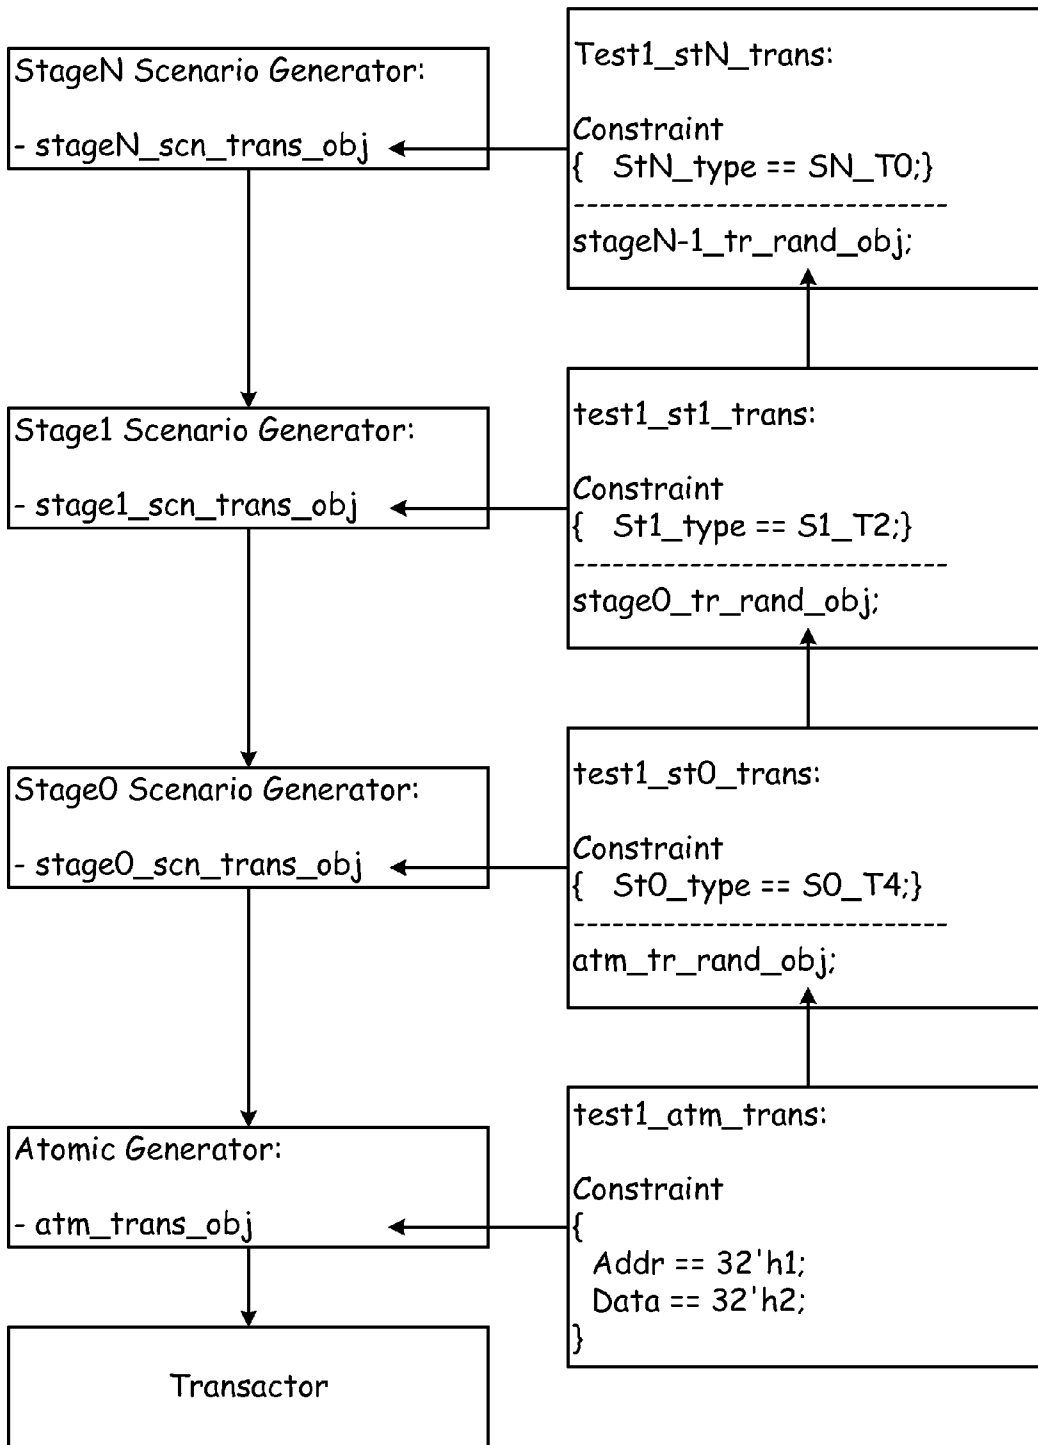 StageN Scenario Generator:
- stageN_scn_trans_obj
Test1_stN_trans:
Constraint
{ StN_type == SN_T0;}
-----------------------------
stageN-1_tr_rand_obj;
Stage1 Scenario Generator:
- stage1_scn_trans_obj
test1_st1_trans:
Constraint
{ St1_type == S1_T2;}
-----------------------------
stage0_tr_rand_obj;
Stage0 Scenario Generator:
- stage0_scn_trans_obj
test1_st0_trans:
Constraint
{ St0_type == S0_T4;}
-----------------------------
atm_tr_rand_obj;
Atomic Generator:
- atm_trans_obj
test1_atm_trans:
Constraint
{
Addr == 32'h1;
Data == 32'h2;
}
Transactor